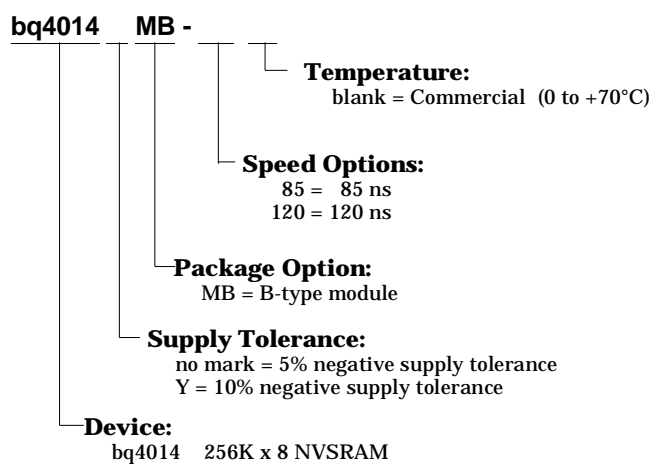 bq4014 MB -
Temperature:
blank = Commercial (0 to +70°C)
Speed Options:
85 = 85 ns
120 = 120 ns
Package Option:
MB = B-type module
Supply Tolerance:
no mark = 5% negative supply tolerance
Y = 10% negative supply tolerance
Device:
bq4014 256K x 8 NVSRAM